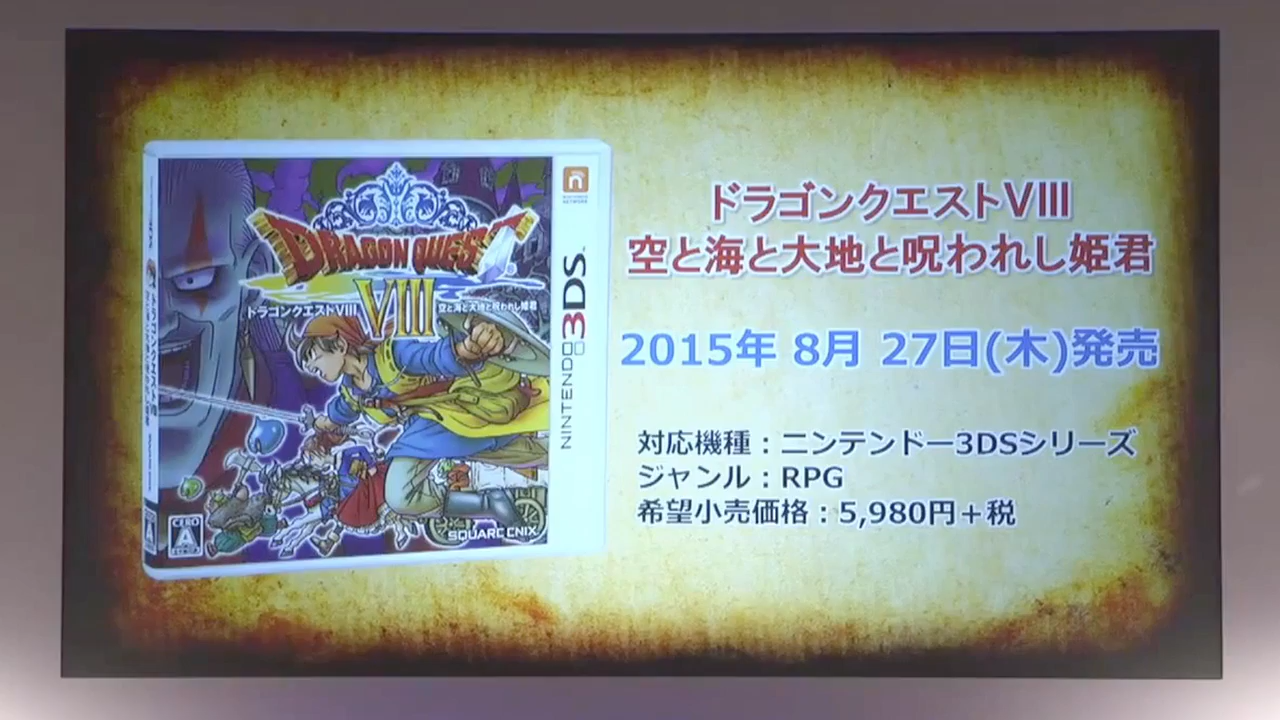 DRAGON QUEST
VIII
ドラゴンクエストVIII
空と海と大地と呪われし姫君
NINTENDO 3DS
CERO
A
SQUARE ENIX
ドラゴンクエストVIII
空と海と大地と呪われし姫君
2015年 8月 27日(木)発売
対応機種：ニンテンドー3DSシリーズ
ジャンル：RPG
希望小売価格：5,980円＋税